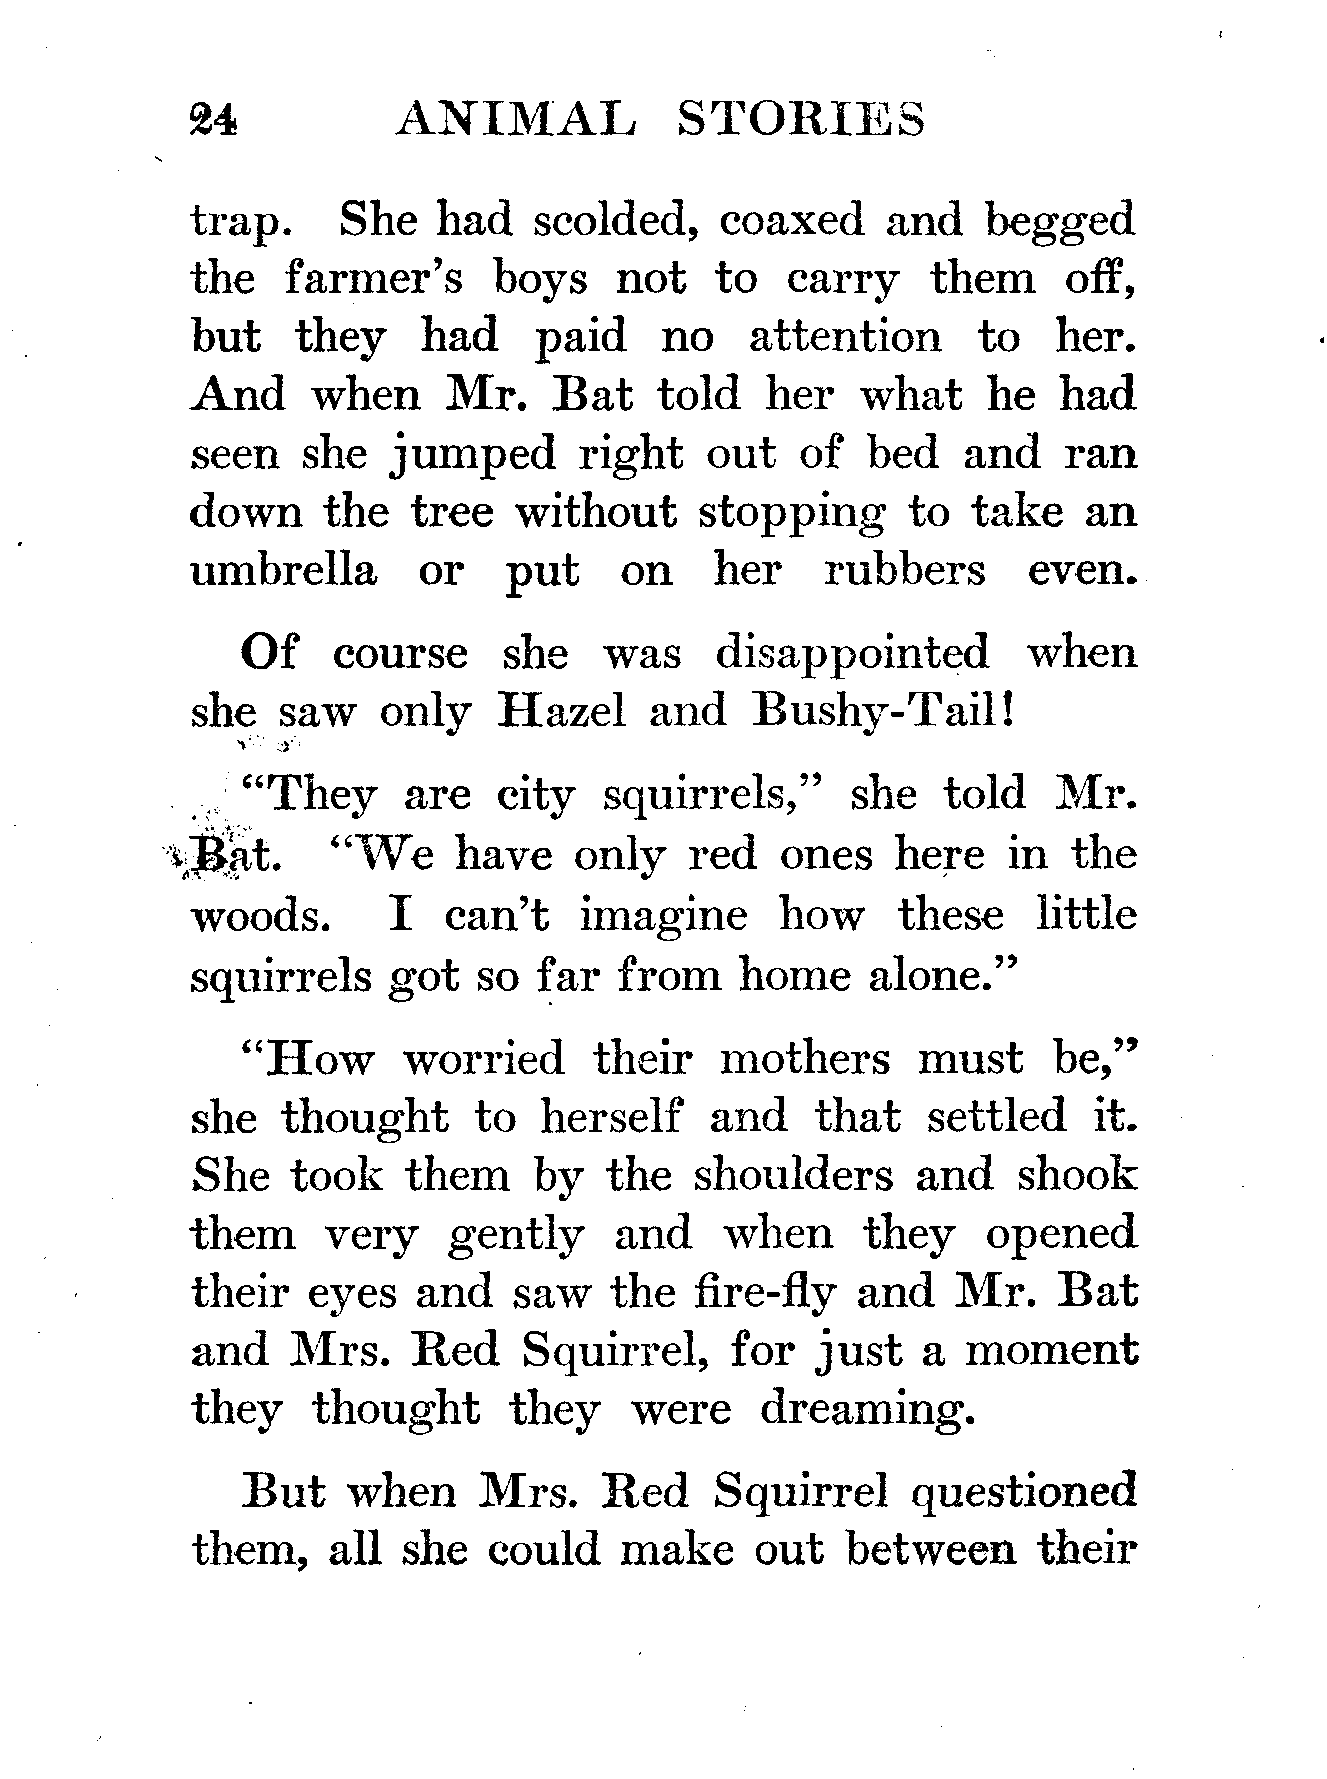 24 ANIMAL STORIES
trap. She had scolded, coaxed and begged
the farmer's boys not to carry them off,
but they had paid no attention to her.
And when Mr. Bat told her what he had
seen she jumped right out of bed and ran
down the tree without stopping to take an
umbrella or put on her rubbers even.
Of course she was disappointed when
she saw only Hazel and Bushy-Tail!
“They are city squirrels,” she told Mr.
Bat. “We have only red ones here in the
woods. I can't imagine how these little
squirrels got so far from home alone.”
“How worried their mothers must be,”
she thought to herself and that settled it.
She took them by the shoulders and shook
them very gently and when they opened
their eyes and saw the fire-fly and Mr. Bat
and Mrs. Red Squirrel, for just a moment
they thought they were dreaming.
But when Mrs. Red Squirrel questioned
them, all she could make out between their